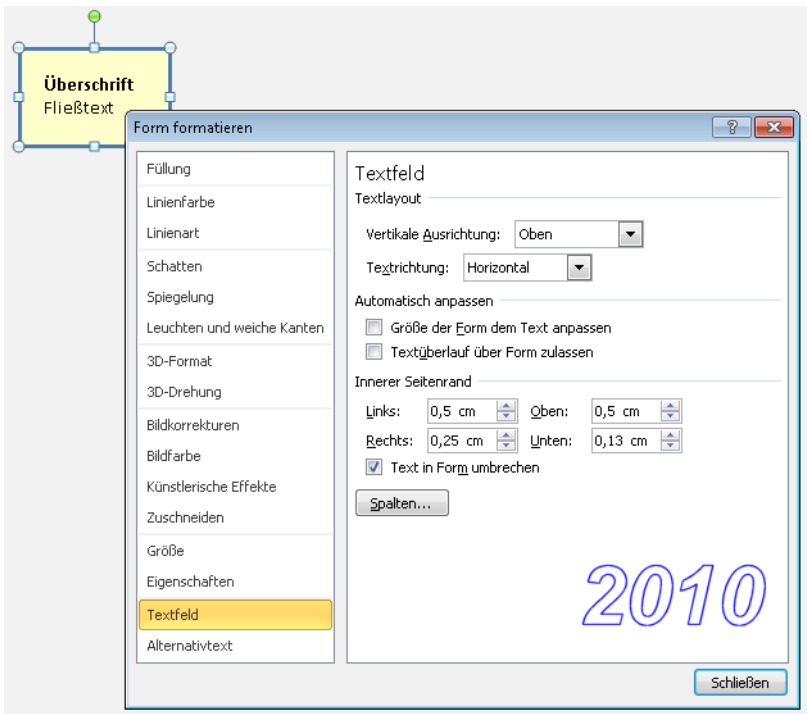 Überschrift
Fließtext
Form formatieren
?
Füllung
Linienfarbe
Linienart
Schatten
Spiegelung
Leuchten und weiche Kanten
3D-Format
3D-Drehung
Bildkorrekturen
Bildfarbe
Künstlerische Effekte
Zuschneiden
Größe
Eigenschaften
Textfeld
Alternativtext
Textfeld
Textlayout
Vertikale Ausrichtung: Oben
Textrichtung: Horizontal
Automatisch anpassen
Größe der Form dem Text anpassen
Textüberlauf über Form zulassen
Innerer Seitenrand
Links: 0,5 cm Oben: 0,5 cm
Rechts: 0,25 cm Unten: 0,13 cm
Text in Form umbrechen
Spalten...
2010
Schließen